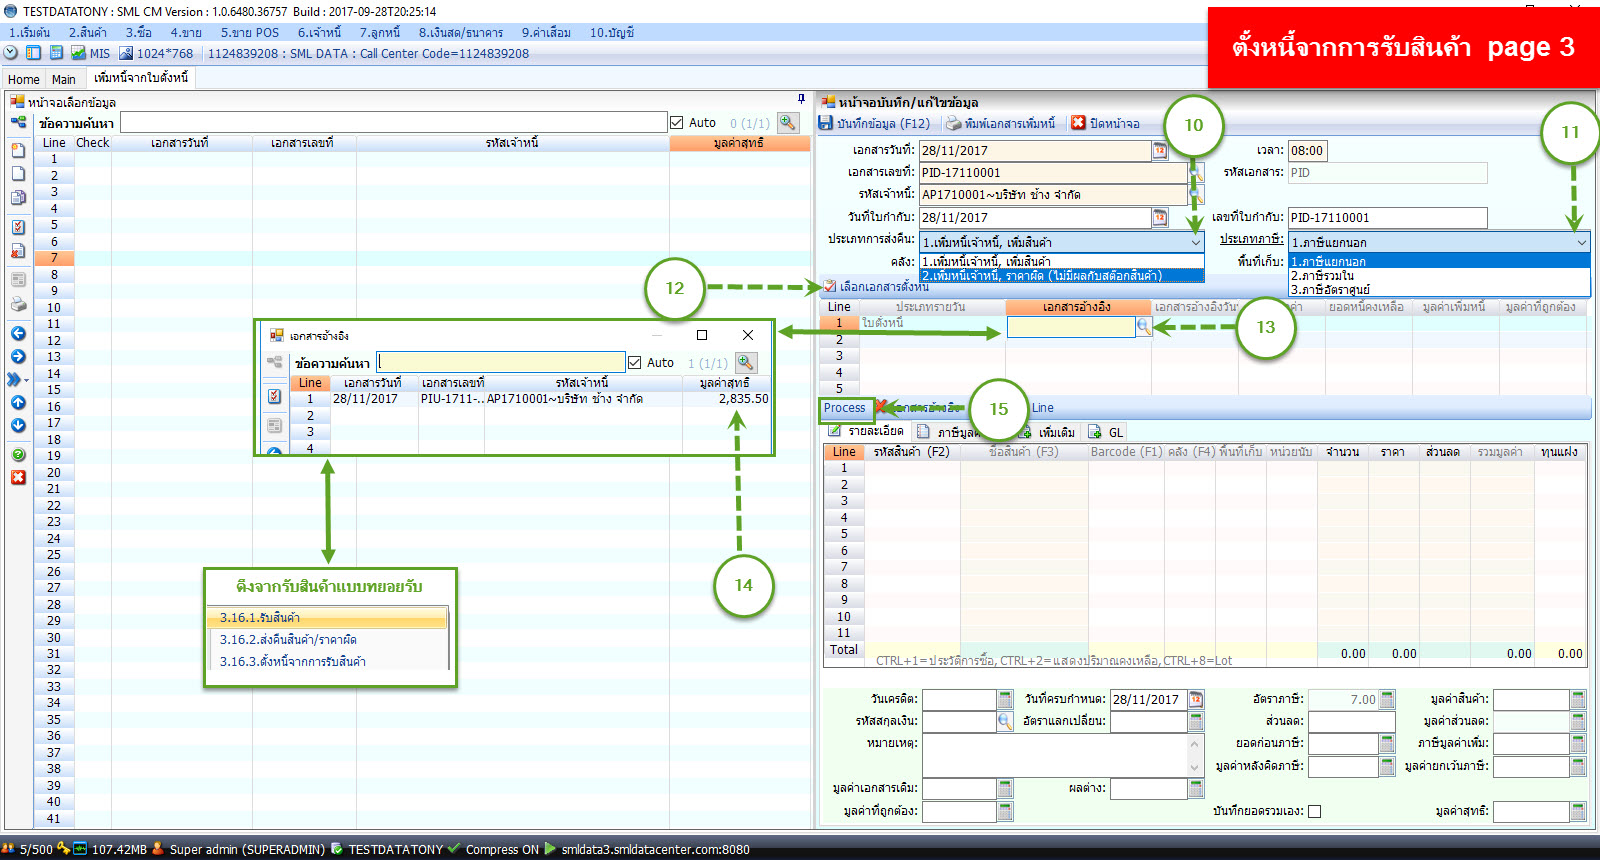 TESTDATATONY : SML CM Version : 1.0.6480.36757  Build : 2017-09-28T20:25:14
ตั้งหนี้จากการรับสินค้า page 3
1.เริ่มต้น 2.สินค้า 3.ซื้อ 4.ขาย 5.ขาย POS 6.เจ้าหนี้ 7.ลูกหนี้ 8.เงินสด/ธนาคาร 9.ค่าเสื่อม 10.บัญชี
MIS 1024*768 1124839208 : SML DATA : Call Center Code=1124839208
Home Main เพิ่มหนี้จากใบตั้งหนี้
หน้าจอเลือกข้อมูล
ข้อความค้นหา Auto 0 (1/1)
Line Check เอกสารวันที่ เอกสารเลขที่ รหัสเจ้าหนี้ มูลค่าสุทธิ
1
2
3
4
5
6
7
8
9
10
11
12
13
14
15
16
17
18
19
20
21
22
23
24
25
26
27
28
29
30
31
32
33
34
35
36
37
38
39
40
41
เอกสารอ้างอิง
ข้อความค้นหา Auto 1 (1/1)
Line เอกสารวันที่ เอกสารเลขที่ รหัสเจ้าหนี้ มูลค่าสุทธิ
1 28/11/2017 PIU-1711-.. AP1710001~บริษัท ช้าง จำกัด 2,835.50
2
3
4
ดึงจากรับสินค้าแบบทยอยรับ
3.16.1.รับสินค้า
3.16.2.ส่งคืนสินค้า/ราคาผิด
3.16.3.ตั้งหนี้จากการรับสินค้า
12
14
หน้าจอบันทึก/แก้ไขข้อมูล
บันทึกข้อมูล (F12) พิมพ์เอกสารเพิ่มหนี้ ปิดหน้าจอ
10
11
เอกสารวันที่: 28/11/2017 เวลา: 08:00
เอกสารเลขที่: PID-17110001 รหัสเอกสาร: PID
รหัสเจ้าหนี้: AP1710001~บริษัท ช้าง จำกัด
วันที่ใบกำกับ: 28/11/2017 เลขที่ใบกำกับ: PID-17110001
ประเภทการส่งคืน: 1.เพิ่มหนี้เจ้าหนี้, เพิ่มสินค้า ประเภทภาษี: 1.ภาษีแยกนอก
คลัง: 1.เพิ่มหนี้เจ้าหนี้, เพิ่มสินค้า พื้นที่เก็บ: 1.ภาษีแยกนอก
2.เพิ่มหนี้เจ้าหนี้, ราคาผิด (ไม่มีผลกับสต๊อกสินค้า) 2.ภาษีรวมใน
3.ภาษีอัตราศูนย์
เลือกเอกสารตั้งหนี้
Line ประเภทรายวัน เอกสารอ้างอิง เอกสารอ้างอิงวัน ยอดหนี้คงเหลือ มูลค่าเพิ่มหนี้ มูลค่าที่ถูกต้อง
1 ใบตั้งหนี้
2
3
4
5
13
15
Process เอกสารอ้างอิง Line
รายละเอียด ภาษีมูลค่ เพิ่มเติม GL
Line รหัสสินค้า (F2) ชื่อสินค้า (F3) Barcode (F1) คลัง (F4) พื้นที่เก็บ หน่วยนับ จำนวน ราคา ส่วนลด รวมมูลค่า ทุนแฝง
1
2
3
4
5
6
7
8
9
10
11
Total 0.00 0.00 0.00 0.00
CTRL+1=ประวัติการซื้อ, CTRL+2=แสดงปริมาณคงเหลือ, CTRL+8=Lot
วันเครดิต: วันที่ครบกำหนด: 28/11/2017 อัตราภาษี: 7.00 มูลค่าสินค้า:
รหัสสกุลเงิน: อัตราแลกเปลี่ยน: ส่วนลด: มูลค่าส่วนลด:
หมายเหตุ: ยอดก่อนภาษี: ภาษีมูลค่าเพิ่ม:
มูลค่าหลังคิดภาษี: มูลค่ายกเว้นภาษี:
มูลค่าเอกสารเดิม: ผลต่าง:
มูลค่าที่ถูกต้อง: บันทึกยอดรวมเอง: มูลค่าสุทธิ:
5/500 107.42MB Super admin (SUPERADMIN) TESTDATATONY Compress ON smldata3.smldatacenter.com:8080